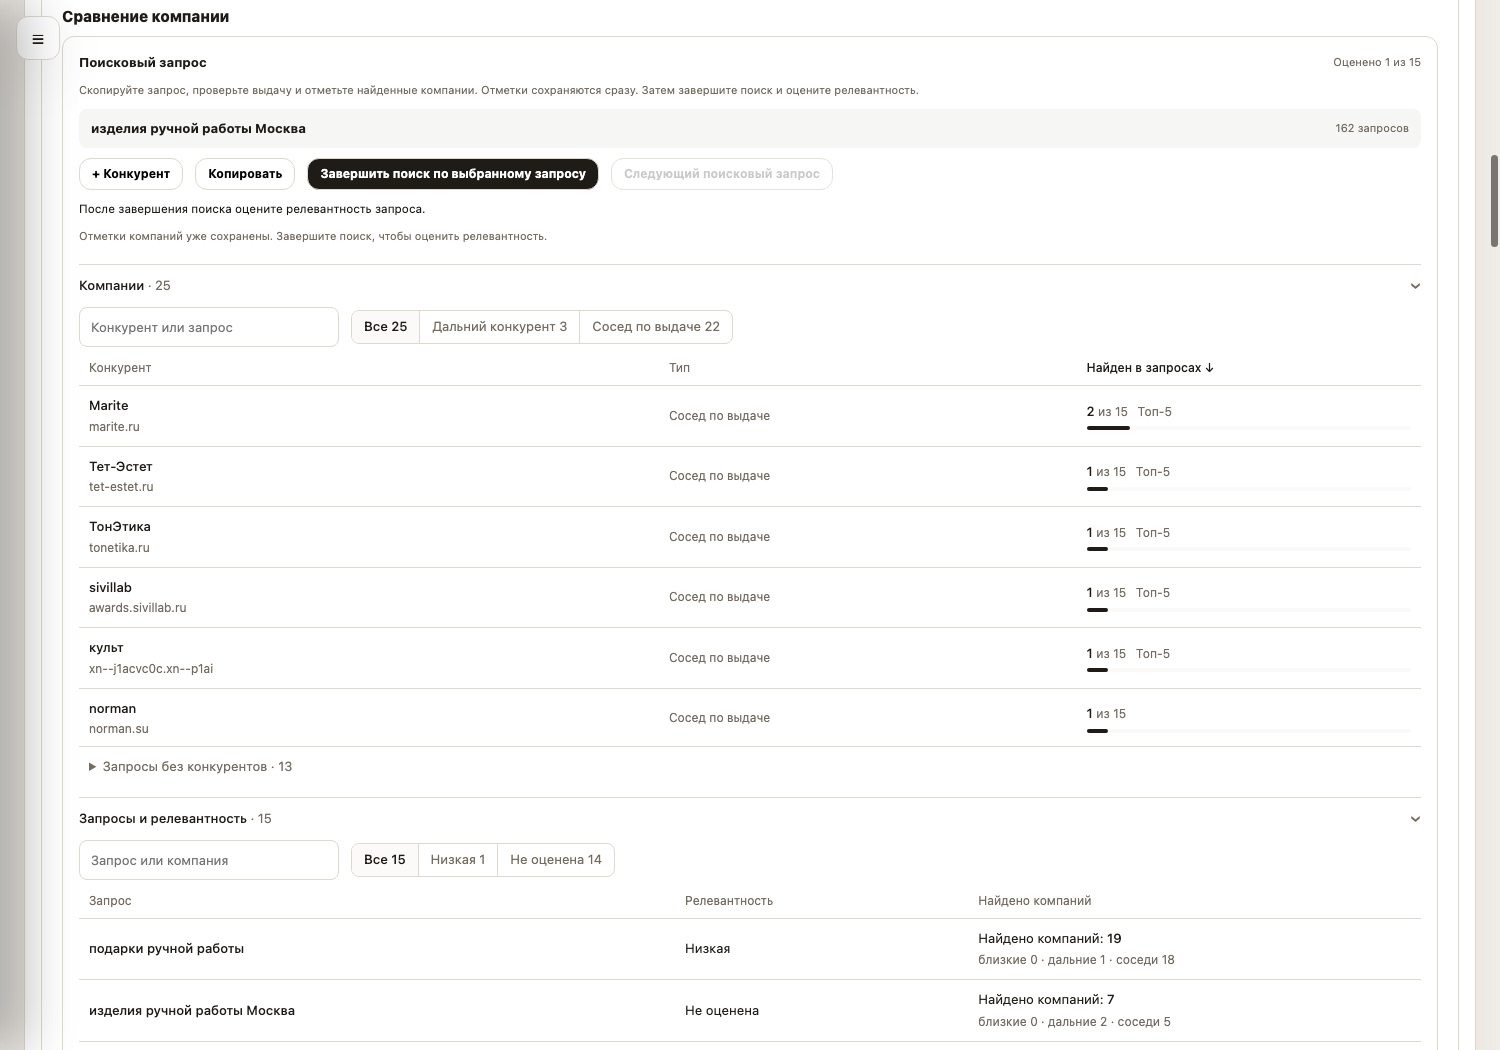 Сравнение компании
Поисковый запрос
Оценено 1 из 15
Скопируйте запрос, проверьте выдачу и отметьте найденные компании. Отметки сохраняются сразу. Затем завершите поиск и оцените релевантность.
изделия ручной работы Москва
162 запросов
+ Конкурент
Копировать
Завершить поиск по выбранному запросу
Следующий поисковый запрос
После завершения поиска оцените релевантность запроса.
Отметки компаний уже сохранены. Завершите поиск, чтобы оценить релевантность.
Компании · 25
Конкурент или запрос
Все 25
Дальний конкурент 3
Сосед по выдаче 22
Конкурент
Тип
Найден в запросах ↓
Marite
marite.ru
Сосед по выдаче
2 из 15 Топ-5
Тет-Эстет
tet-estet.ru
Сосед по выдаче
1 из 15 Топ-5
ТонЭтика
tonetika.ru
Сосед по выдаче
1 из 15 Топ-5
sivillab
awards.sivillab.ru
Сосед по выдаче
1 из 15 Топ-5
культ
xn--j1acvc0c.xn--p1ai
Сосед по выдаче
1 из 15 Топ-5
norman
norman.su
Сосед по выдаче
1 из 15
Запросы без конкурентов · 13
Запросы и релевантность · 15
Запрос или компания
Все 15
Низкая 1
Не оценена 14
Запрос
Релевантность
Найдено компаний
подарки ручной работы
Низкая
Найдено компаний: 19
близкие 0 · дальние 1 · соседи 18
изделия ручной работы Москва
Не оценена
Найдено компаний: 7
близкие 0 · дальние 2 · соседи 5